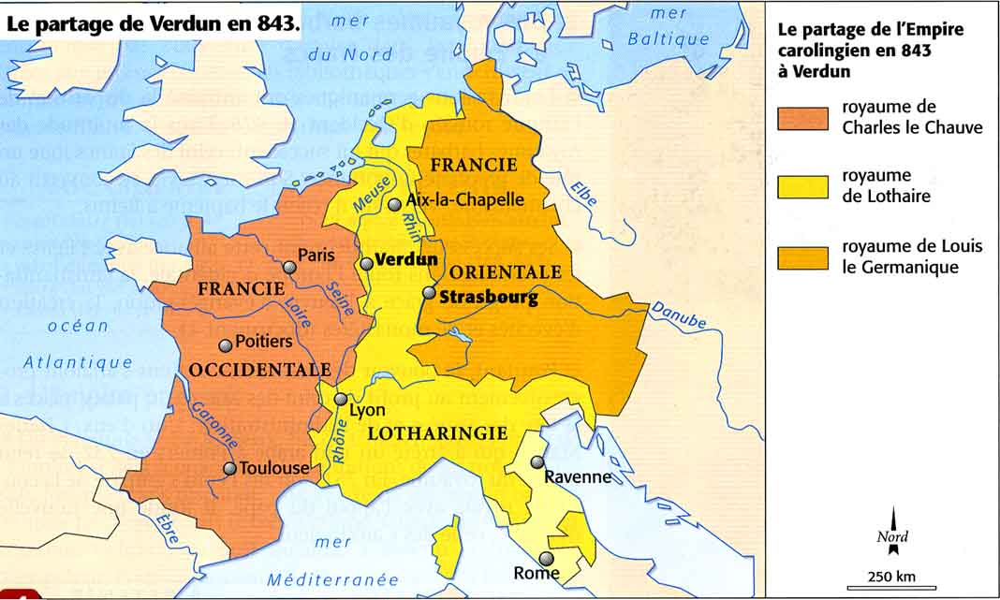 Le partage de Verdun en 843.
mer
du Nord
mer
Baltique
FRANCIE
Elbe
Meuse
Aix-la-Chapelle
Rhin
Paris
Verdun
ORIENTALE
FRANCIE
Seine
Strasbourg
Loire
Danube
océan
Atlantique
Poitiers
OCCIDENTALE
Lyon
Garonne
LOTHARINGIE
Rhône
Toulouse
Ravenne
Èbre
mer
Méditerranée
Rome
Le partage de l'Empire
carolingien en 843
à Verdun
royaume de
Charles le Chauve
royaume
de Lothaire
royaume de Louis
le Germanique
Nord
250 km